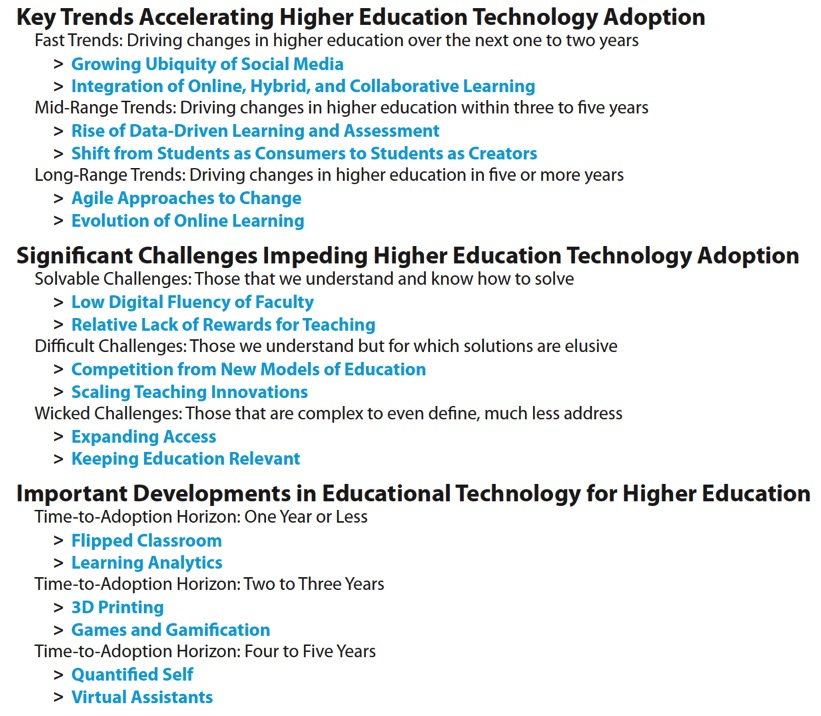 Key Trends Accelerating Higher Education Technology Adoption
Fast Trends: Driving changes in higher education over the next one to two years
> Growing Ubiquity of Social Media
> Integration of Online, Hybrid, and Collaborative Learning
Mid-Range Trends: Driving changes in higher education within three to five years
> Rise of Data-Driven Learning and Assessment
> Shift from Students as Consumers to Students as Creators
Long-Range Trends: Driving changes in higher education in five or more years
> Agile Approaches to Change
> Evolution of Online Learning
Significant Challenges Impeding Higher Education Technology Adoption
Solvable Challenges: Those that we understand and know how to solve
> Low Digital Fluency of Faculty
> Relative Lack of Rewards for Teaching
Difficult Challenges: Those we understand but for which solutions are elusive
> Competition from New Models of Education
> Scaling Teaching Innovations
Wicked Challenges: Those that are complex to even define, much less address
> Expanding Access
> Keeping Education Relevant
Important Developments in Educational Technology for Higher Education
Time-to-Adoption Horizon: One Year or Less
> Flipped Classroom
> Learning Analytics
Time-to-Adoption Horizon: Two to Three Years
> 3D Printing
> Games and Gamification
Time-to-Adoption Horizon: Four to Five Years
> Quantified Self
> Virtual Assistants